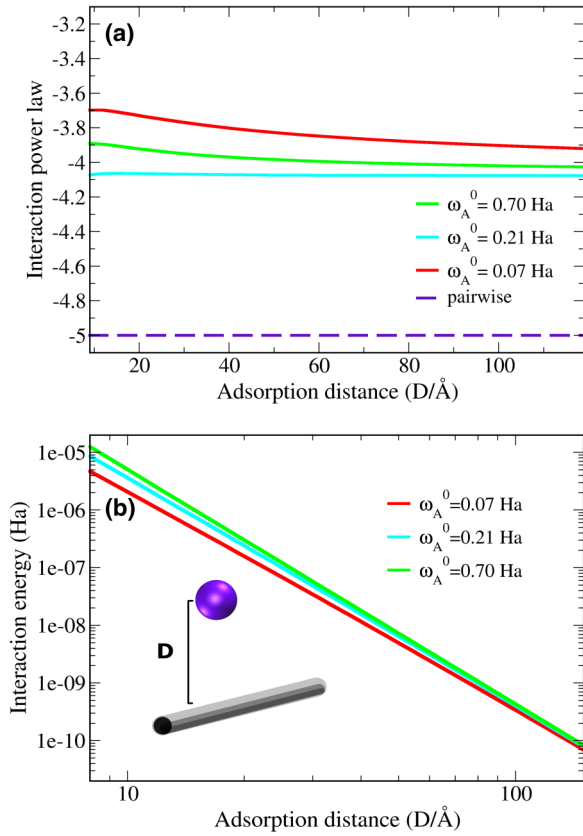 (a)
Interaction power law
-3.2
-3.4
-3.6
-3.8
-4
-4.2
-4.4
-4.6
-4.8
-5
ω_A^0= 0.70 Ha
ω_A^0= 0.21 Ha
ω_A^0= 0.07 Ha
pairwise
20 40 60 80 100
Adsorption distance (D/Å)
(b)
Interaction energy (Ha)
1e-05
1e-06
1e-07
1e-08
1e-09
1e-10
ω_A^0=0.07 Ha
ω_A^0=0.21 Ha
ω_A^0=0.70 Ha
D
10 100
Adsorption distance (D/Å)